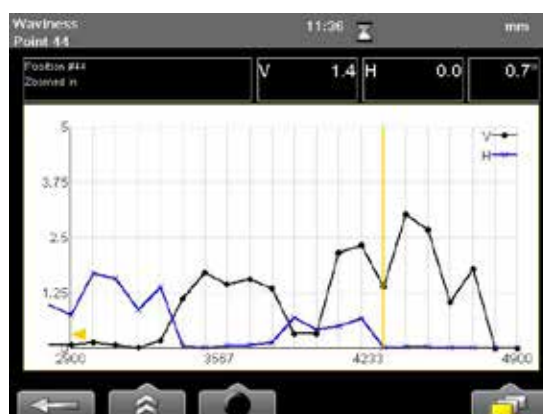 Waviness
Point 44
11:36
mm
Position #44
Zoomed in
V 1.4
H 0.0
0.7°
5
3.75
2.5
1.25
V
H
2900 3567 4233 4900